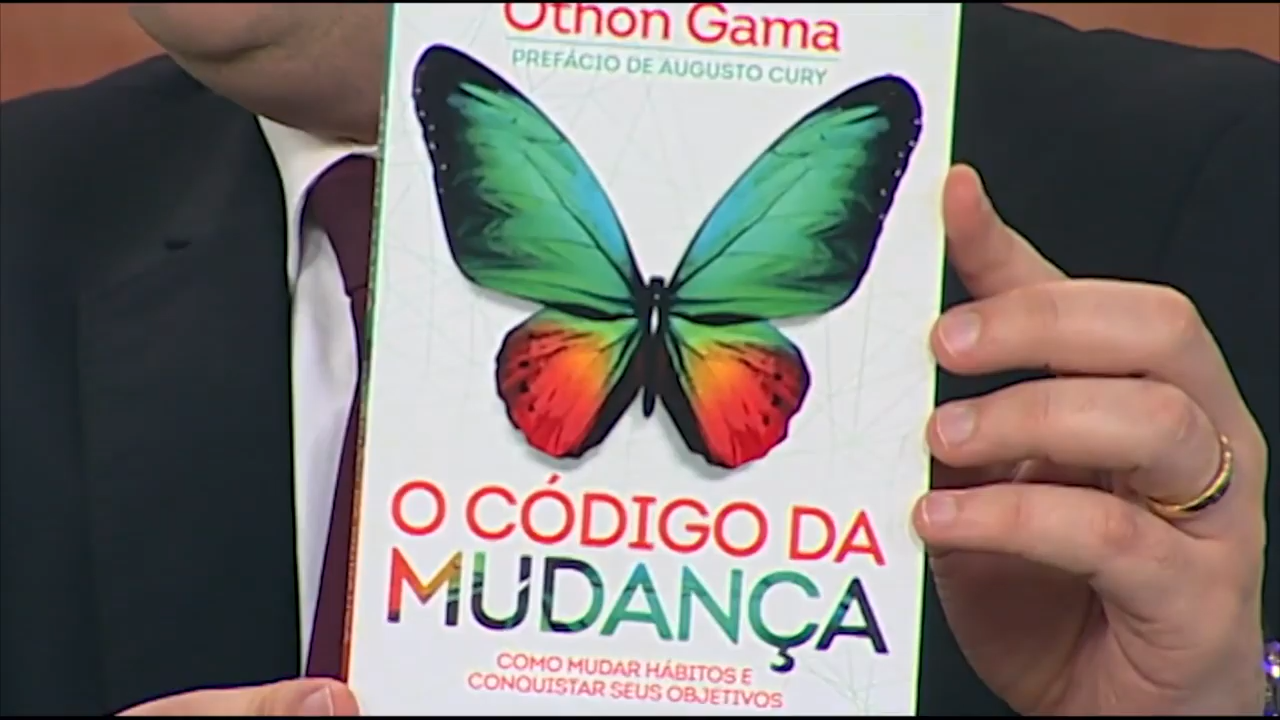 Othon Gama
PREFÁCIO DE AUGUSTO CURY
O CÓDIGO DA
MUDANÇA
COMO MUDAR HÁBITOS E
CONQUISTAR SEUS OBJETIVOS